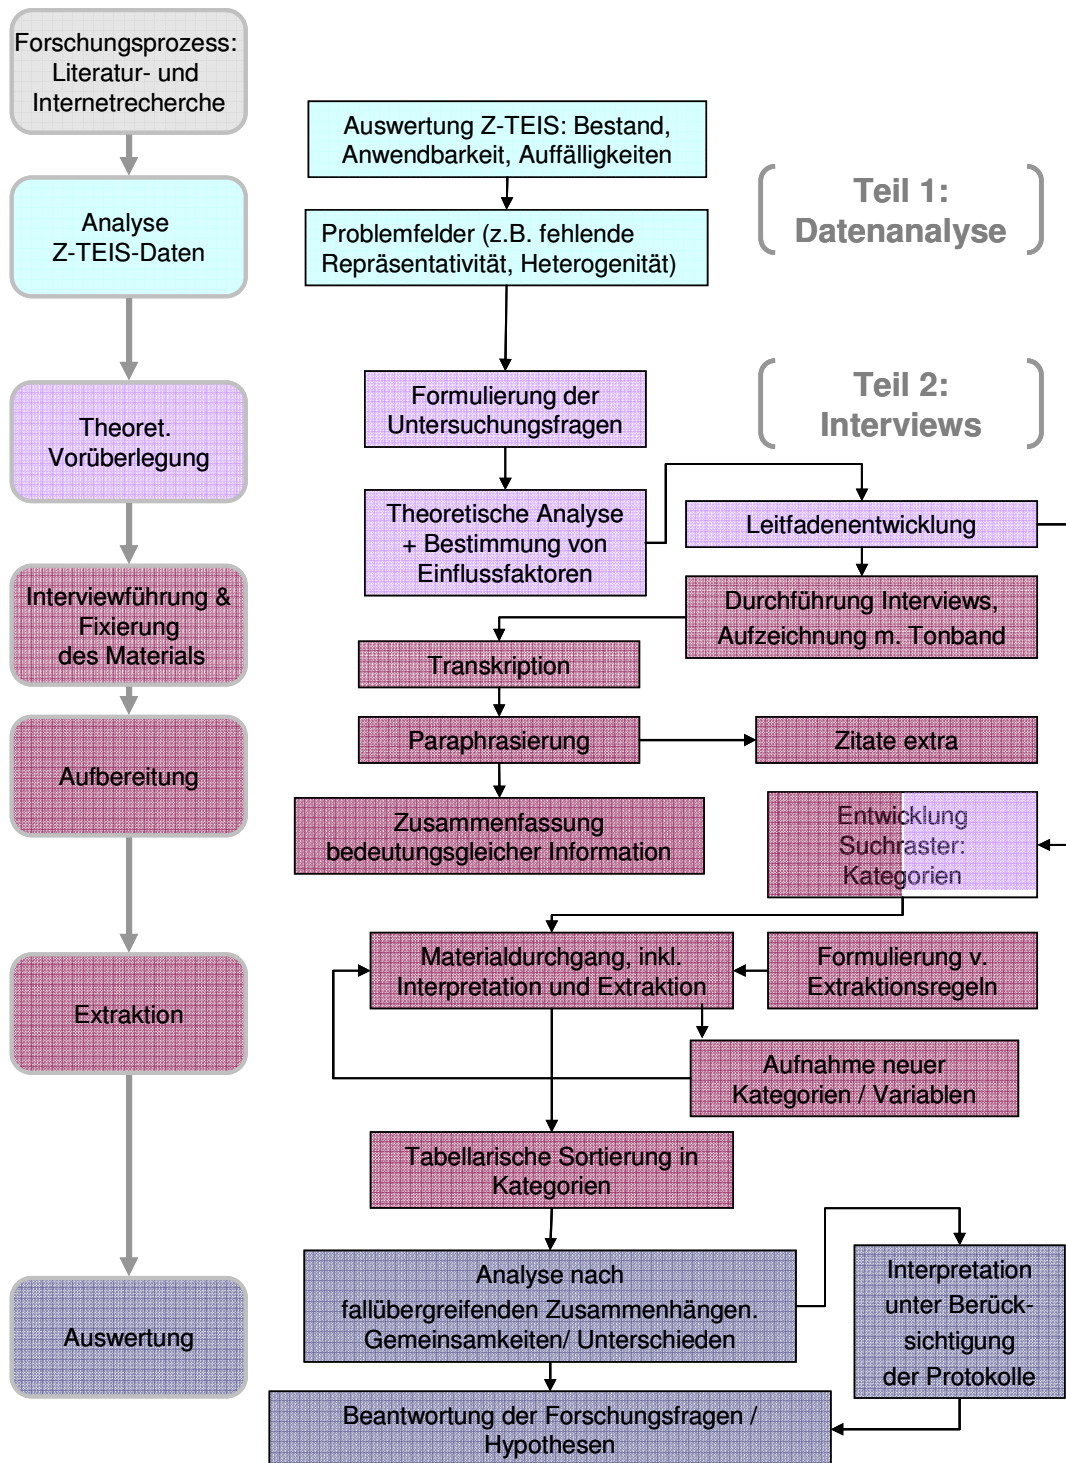 Forschungsprozess:
Literatur- und
Internetrecherche
Auswertung Z-TEIS: Bestand,
Anwendbarkeit, Auffälligkeiten
Teil 1:
Datenanalyse
Analyse
Z-TEIS-Daten
Problemfelder (z.B. fehlende
Repräsentativität, Heterogenität)
Teil 2:
Interviews
Theoret.
Vorüberlegung
Formulierung der
Untersuchungsfragen
Theoretische Analyse
+ Bestimmung von
Einflussfaktoren
Leitfadenentwicklung
Interviewführung &
Fixierung
des Materials
Durchführung Interviews,
Aufzeichnung m. Tonband
Transkription
Aufbereitung
Paraphrasierung
Zitate extra
Zusammenfassung
bedeutungsgleicher Information
Entwicklung
Suchraster:
Kategorien
Extraktion
Materialdurchgang, inkl.
Interpretation und Extraktion
Formulierung v.
Extraktionsregeln
Aufnahme neuer
Kategorien / Variablen
Tabellarische Sortierung in
Kategorien
Auswertung
Analyse nach
fallübergreifenden Zusammenhängen.
Gemeinsamkeiten/ Unterschieden
Interpretation
unter Berück-
sichtigung
der Protokolle
Beantwortung der Forschungsfragen /
Hypothesen